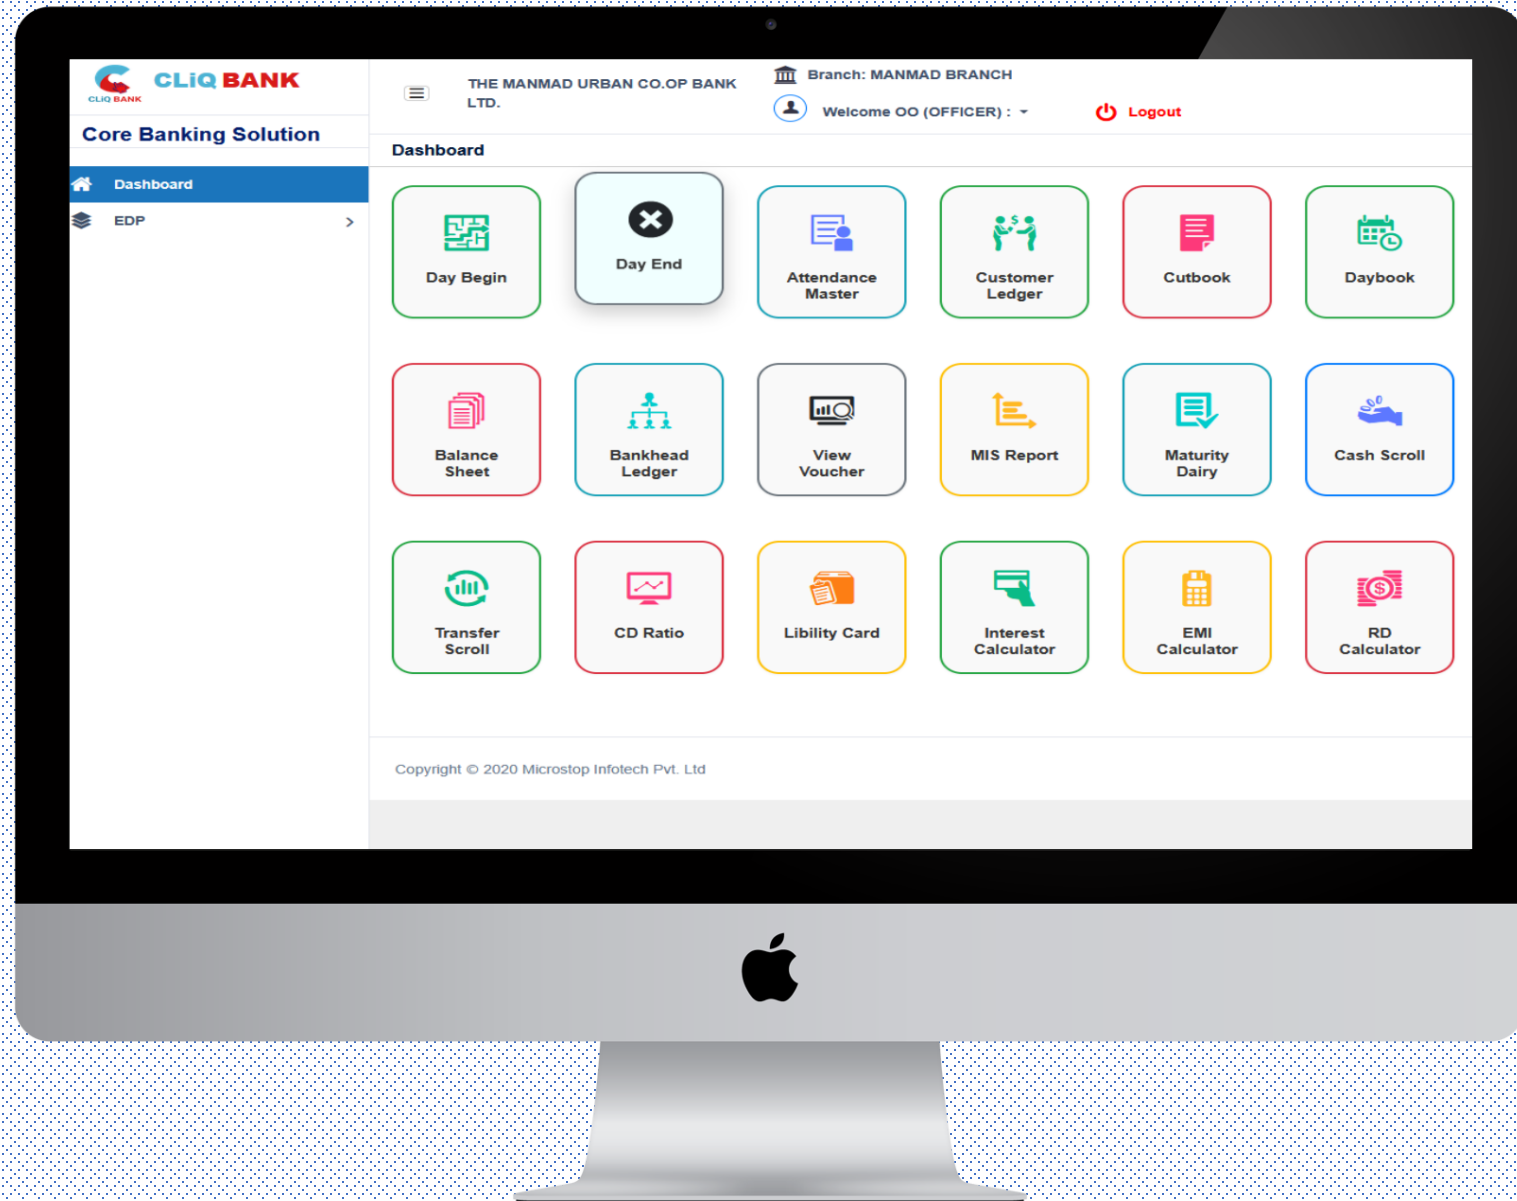 CLiQ BANK
CLiQ BANK
Core Banking Solution
Dashboard
EDP
THE MANMAD URBAN CO.OP BANK
LTD.
Branch: MANMAD BRANCH
Welcome OO (OFFICER) :
Logout
Dashboard
Day Begin
Day End
Attendance
Master
Customer
Ledger
Cutbook
Daybook
Balance
Sheet
Bankhead
Ledger
View
Voucher
MIS Report
Maturity
Dairy
Cash Scroll
Transfer
Scroll
CD Ratio
Libility Card
Interest
Calculator
EMI
Calculator
RD
Calculator
Copyright © 2020 Microstop Infotech Pvt. Ltd